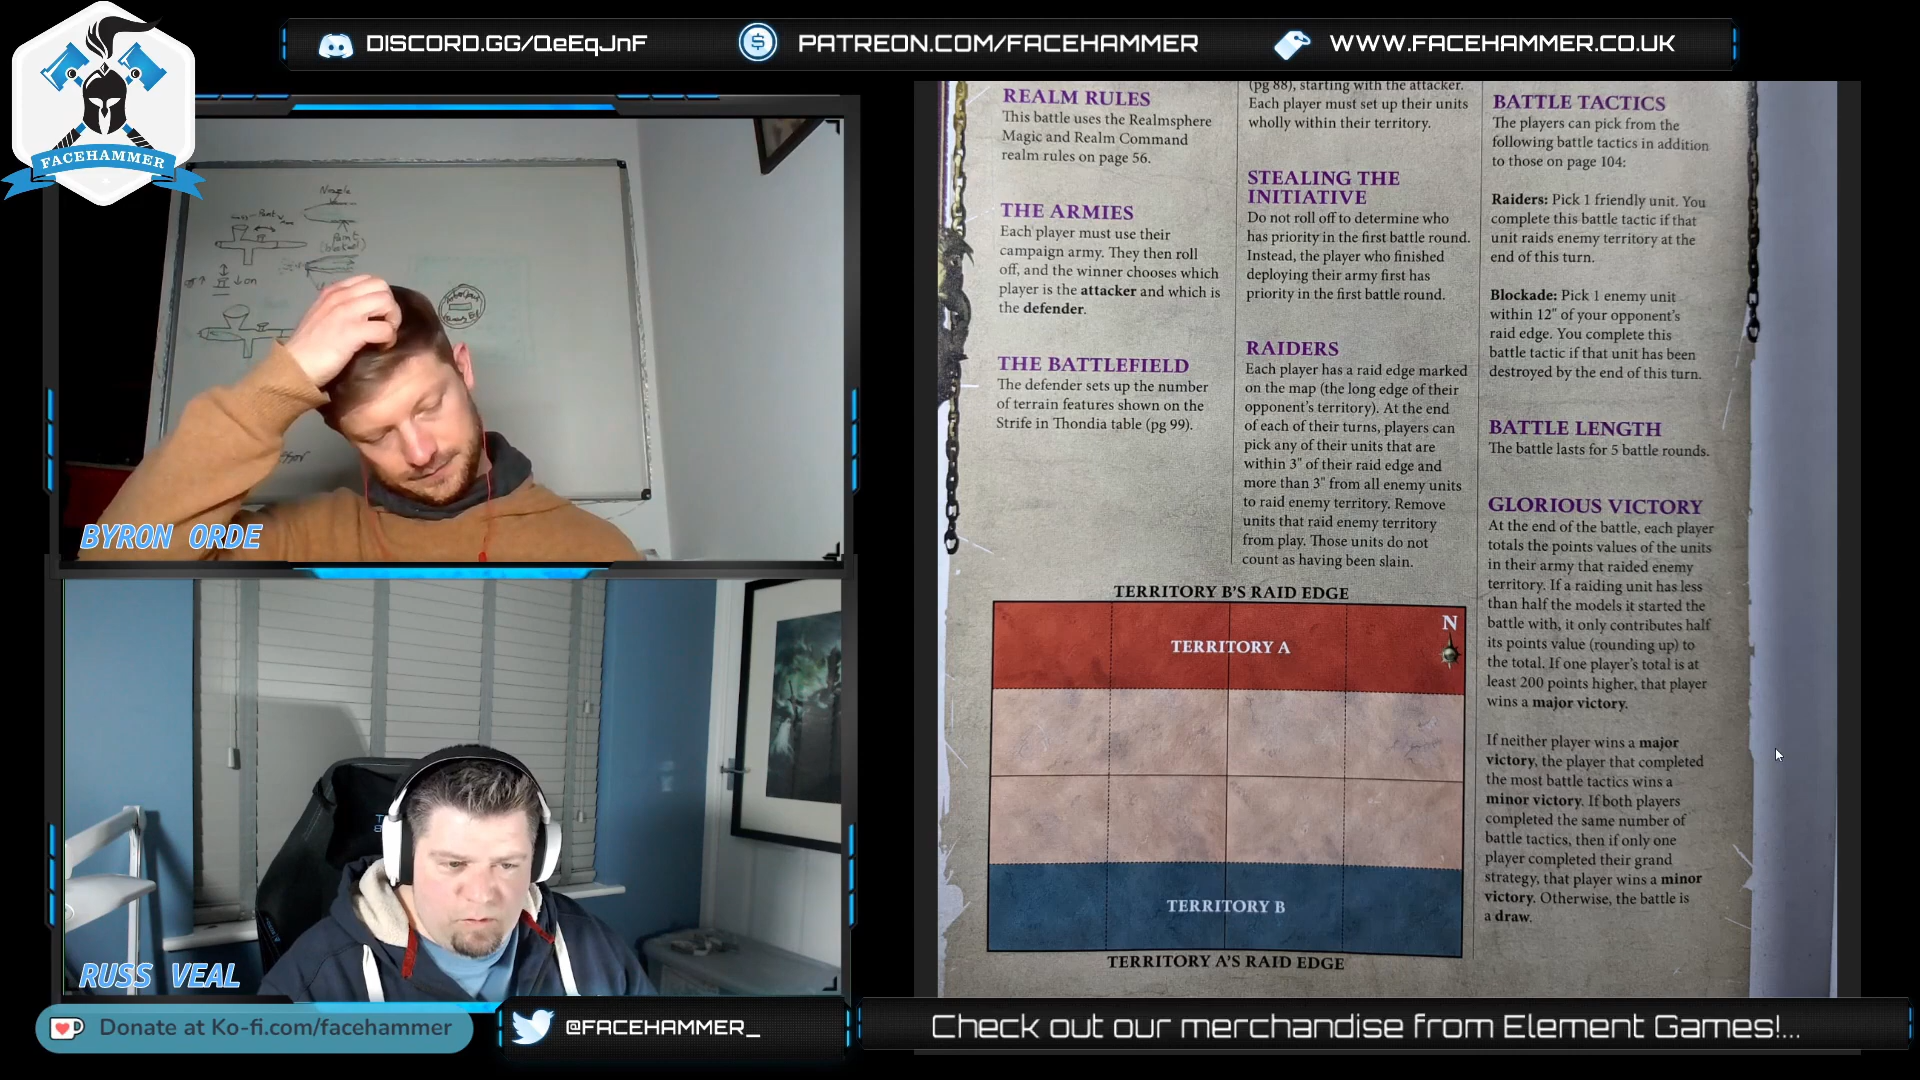 DISCORD.GG/QeEqJnF
PATREON.COM/FACEHAMMER
WWW.FACEHAMMER.CO.UK
FACEHAMMER
Nozzle
Paint
on
BYRON ORDE
RUSS VEAL
REALM RULES
This battle uses the Realmsphere
Magic and Realm Command
realm rules on page 56.
THE ARMIES
Each player must use their
campaign army. They then roll
off, and the winner chooses which
player is the attacker and which is
the defender.
THE BATTLEFIELD
The defender sets up the number
of terrain features shown on the
Strife in Thondia table (pg 99).
(pg 88), starting with the attacker.
Each player must set up their units
wholly within their territory.
STEALING THE
INITIATIVE
Do not roll off to determine who
has priority in the first battle round.
Instead, the player who finished
deploying their army first has
priority in the first battle round.
RAIDERS
Each player has a raid edge marked
on the map (the long edge of their
opponent's territory). At the end
of each of their turns, players can
pick any of their units that are
within 3" of their raid edge and
more than 3" from all enemy units
to raid enemy territory. Remove
units that raid enemy territory
from play. Those units do not
count as having been slain.
BATTLE TACTICS
The players can pick from the
following battle tactics in addition
to those on page 104:
Raiders: Pick 1 friendly unit. You
complete this battle tactic if that
unit raids enemy territory at the
end of this turn.
Blockade: Pick 1 enemy unit
within 12" of your opponent's
raid edge. You complete this
battle tactic if that unit has been
destroyed by the end of this turn.
BATTLE LENGTH
The battle lasts for 5 battle rounds.
GLORIOUS VICTORY
At the end of the battle, each player
totals the points values of the units
in their army that raided enemy
territory. If a raiding unit has less
than half the models it started the
battle with, it only contributes half
its points value (rounding up) to
the total. If one player's total is at
least 200 points higher, that player
wins a major victory.
If neither player wins a major
victory, the player that completed
the most battle tactics wins a
minor victory. If both players
completed the same number of
battle tactics, then if only one
player completed their grand
strategy, that player wins a minor
victory. Otherwise, the battle is
a draw.
TERRITORY B'S RAID EDGE
N
TERRITORY A
TERRITORY B
TERRITORY A'S RAID EDGE
Donate at Ko-fi.com/facehammer
@FACEHAMMER_
Check out our merchandise from Element Games!...